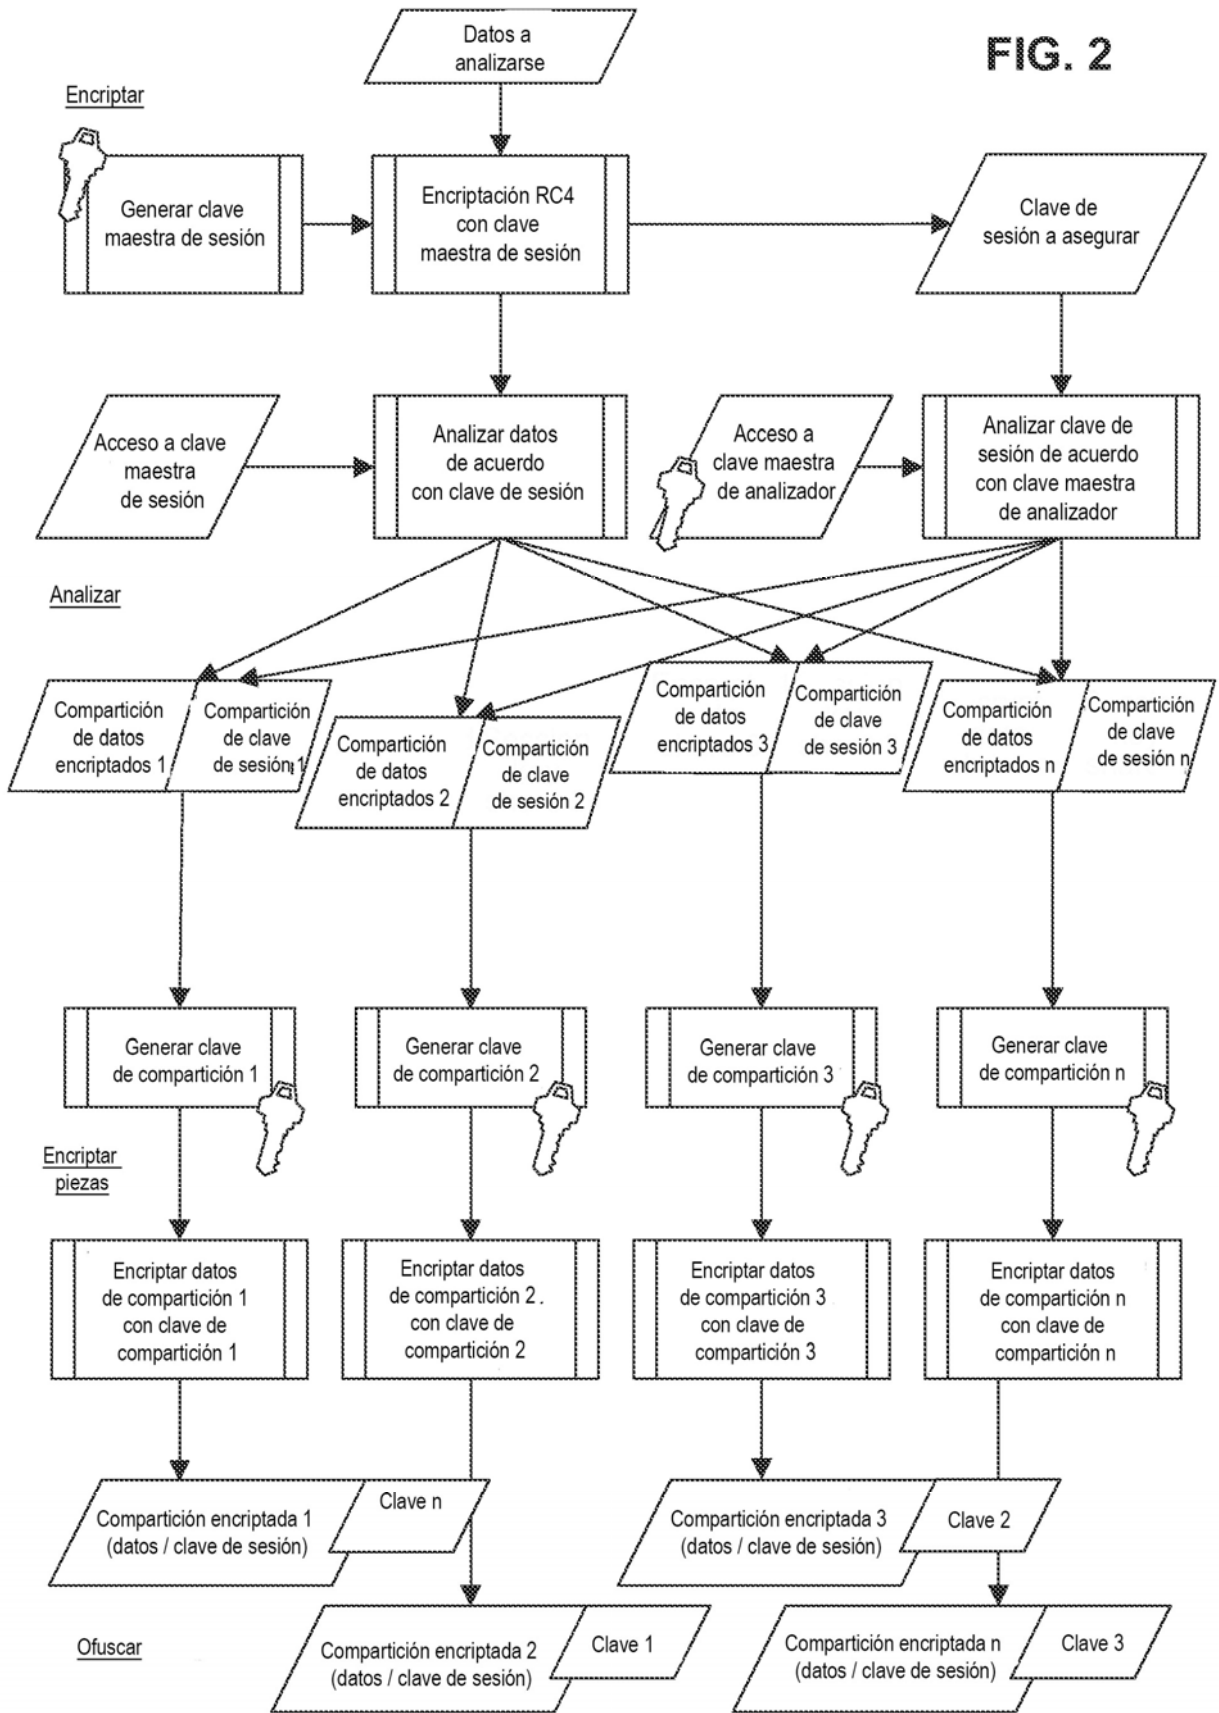 Datos a
analizarse
FIG. 2
Encriptar
Generar clave
maestra de sesión
Encriptación RC4
con clave
maestra de sesión
Clave de
sesión a asegurar
Acceso a clave
maestra
de sesión
Analizar datos
de acuerdo
con clave de sesión
Acceso a
clave maestra
de analizador
Analizar clave de
sesión de acuerdo
con clave maestra
de analizador
Analizar
Compartición
de datos
encriptados 1
Compartición
de clave
de sesión 1
Compartición
de datos
encriptados 2
Compartición
de clave
de sesión 2
Compartición
de datos
encriptados 3
Compartición
de clave
de sesión 3
Compartición
de datos
encriptados n
Compartición
de clave
de sesión n
Generar clave
de compartición 1
Generar clave
de compartición 2
Generar clave
de compartición 3
Generar clave
de compartición n
Encriptar
piezas
Encriptar datos
de compartición 1
con clave de
compartición 1
Encriptar datos
de compartición 2
con clave de
compartición 2
Encriptar datos
de compartición 3
con clave de
compartición 3
Encriptar datos
de compartición n
con clave de
compartición n
Compartición encriptada 1
(datos / clave de sesión)
Clave n
Compartición encriptada 3
(datos / clave de sesión)
Clave 2
Ofuscar
Compartición encriptada 2
(datos / clave de sesión)
Clave 1
Compartición encriptada n
(datos / clave de sesión)
Clave 3